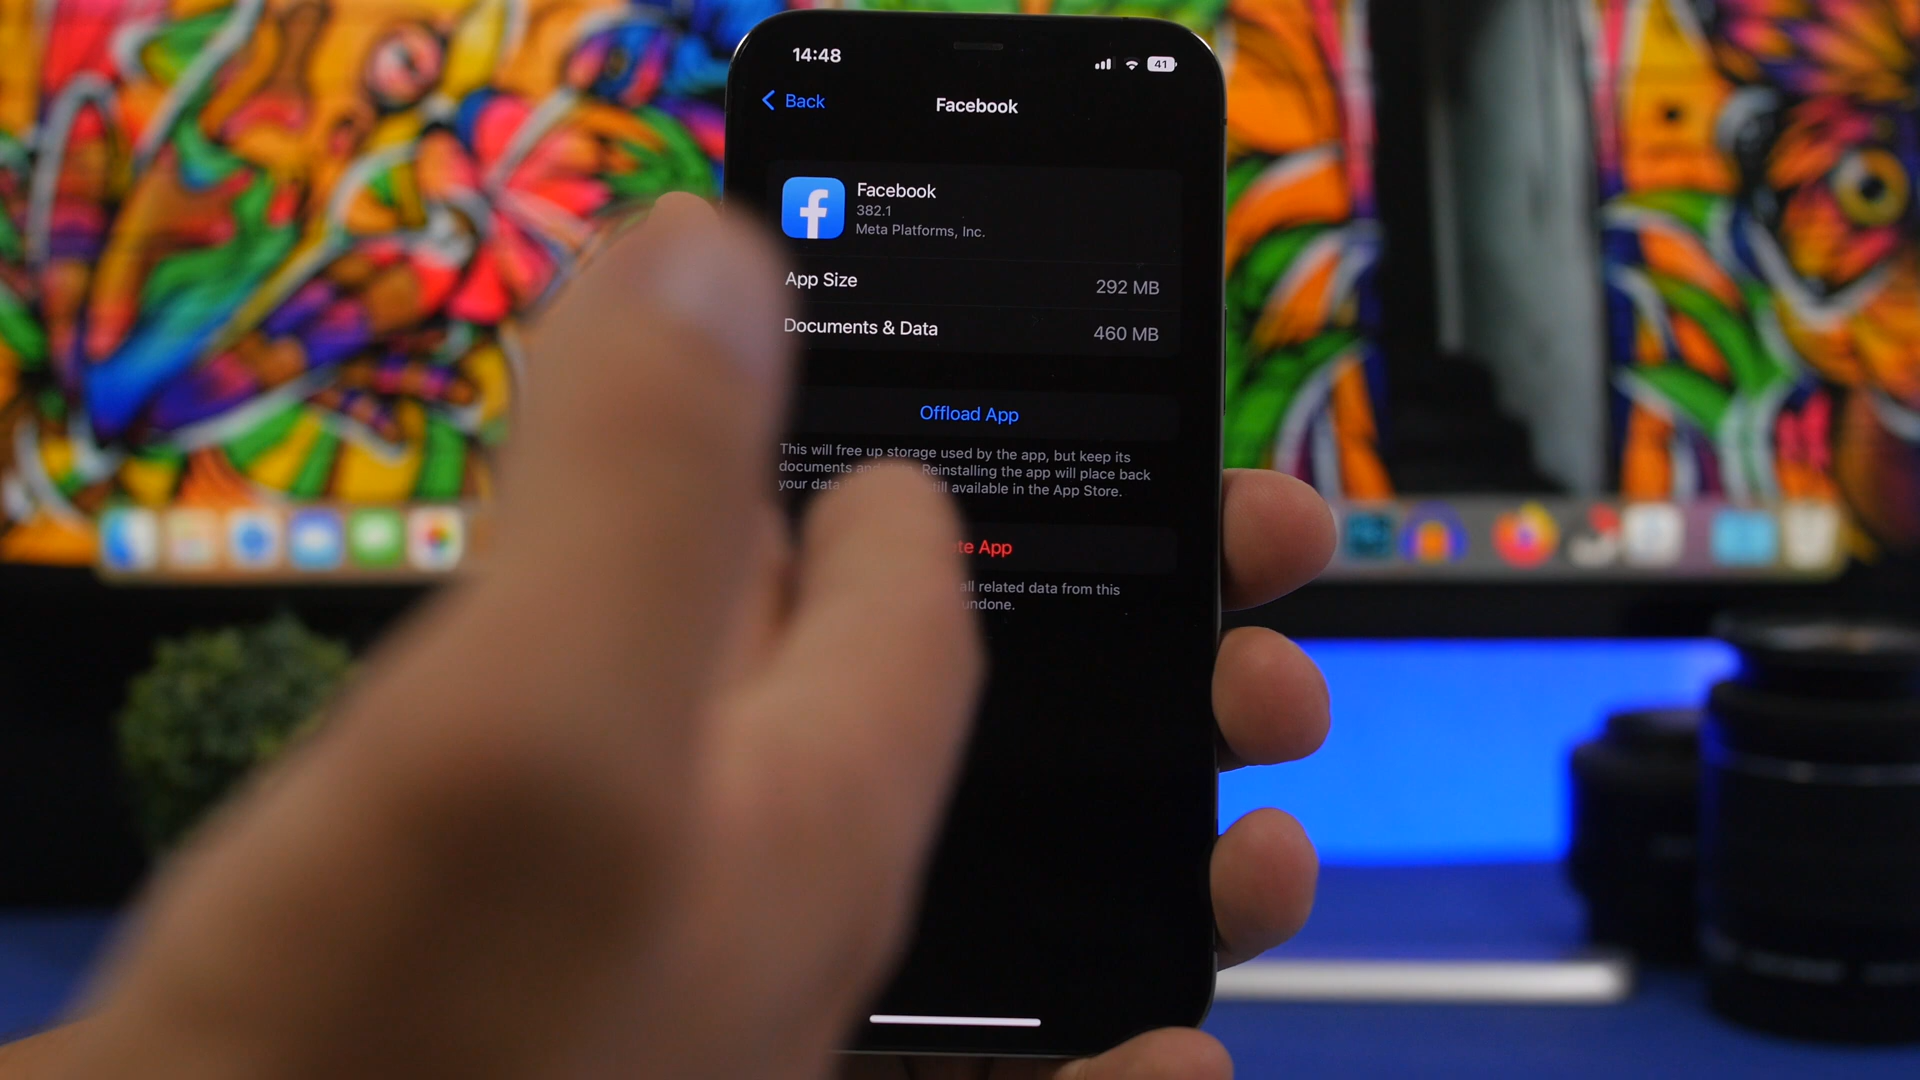 14:48
41
Back
Facebook
Facebook
382.1
Meta Platforms, Inc.
App Size 292 MB
Documents & Data 460 MB
Offload App
This will free up storage used by the app, but keep its
documents and Reinstalling the app will place back
your data available in the App Store.
App
all related data from this
undone.